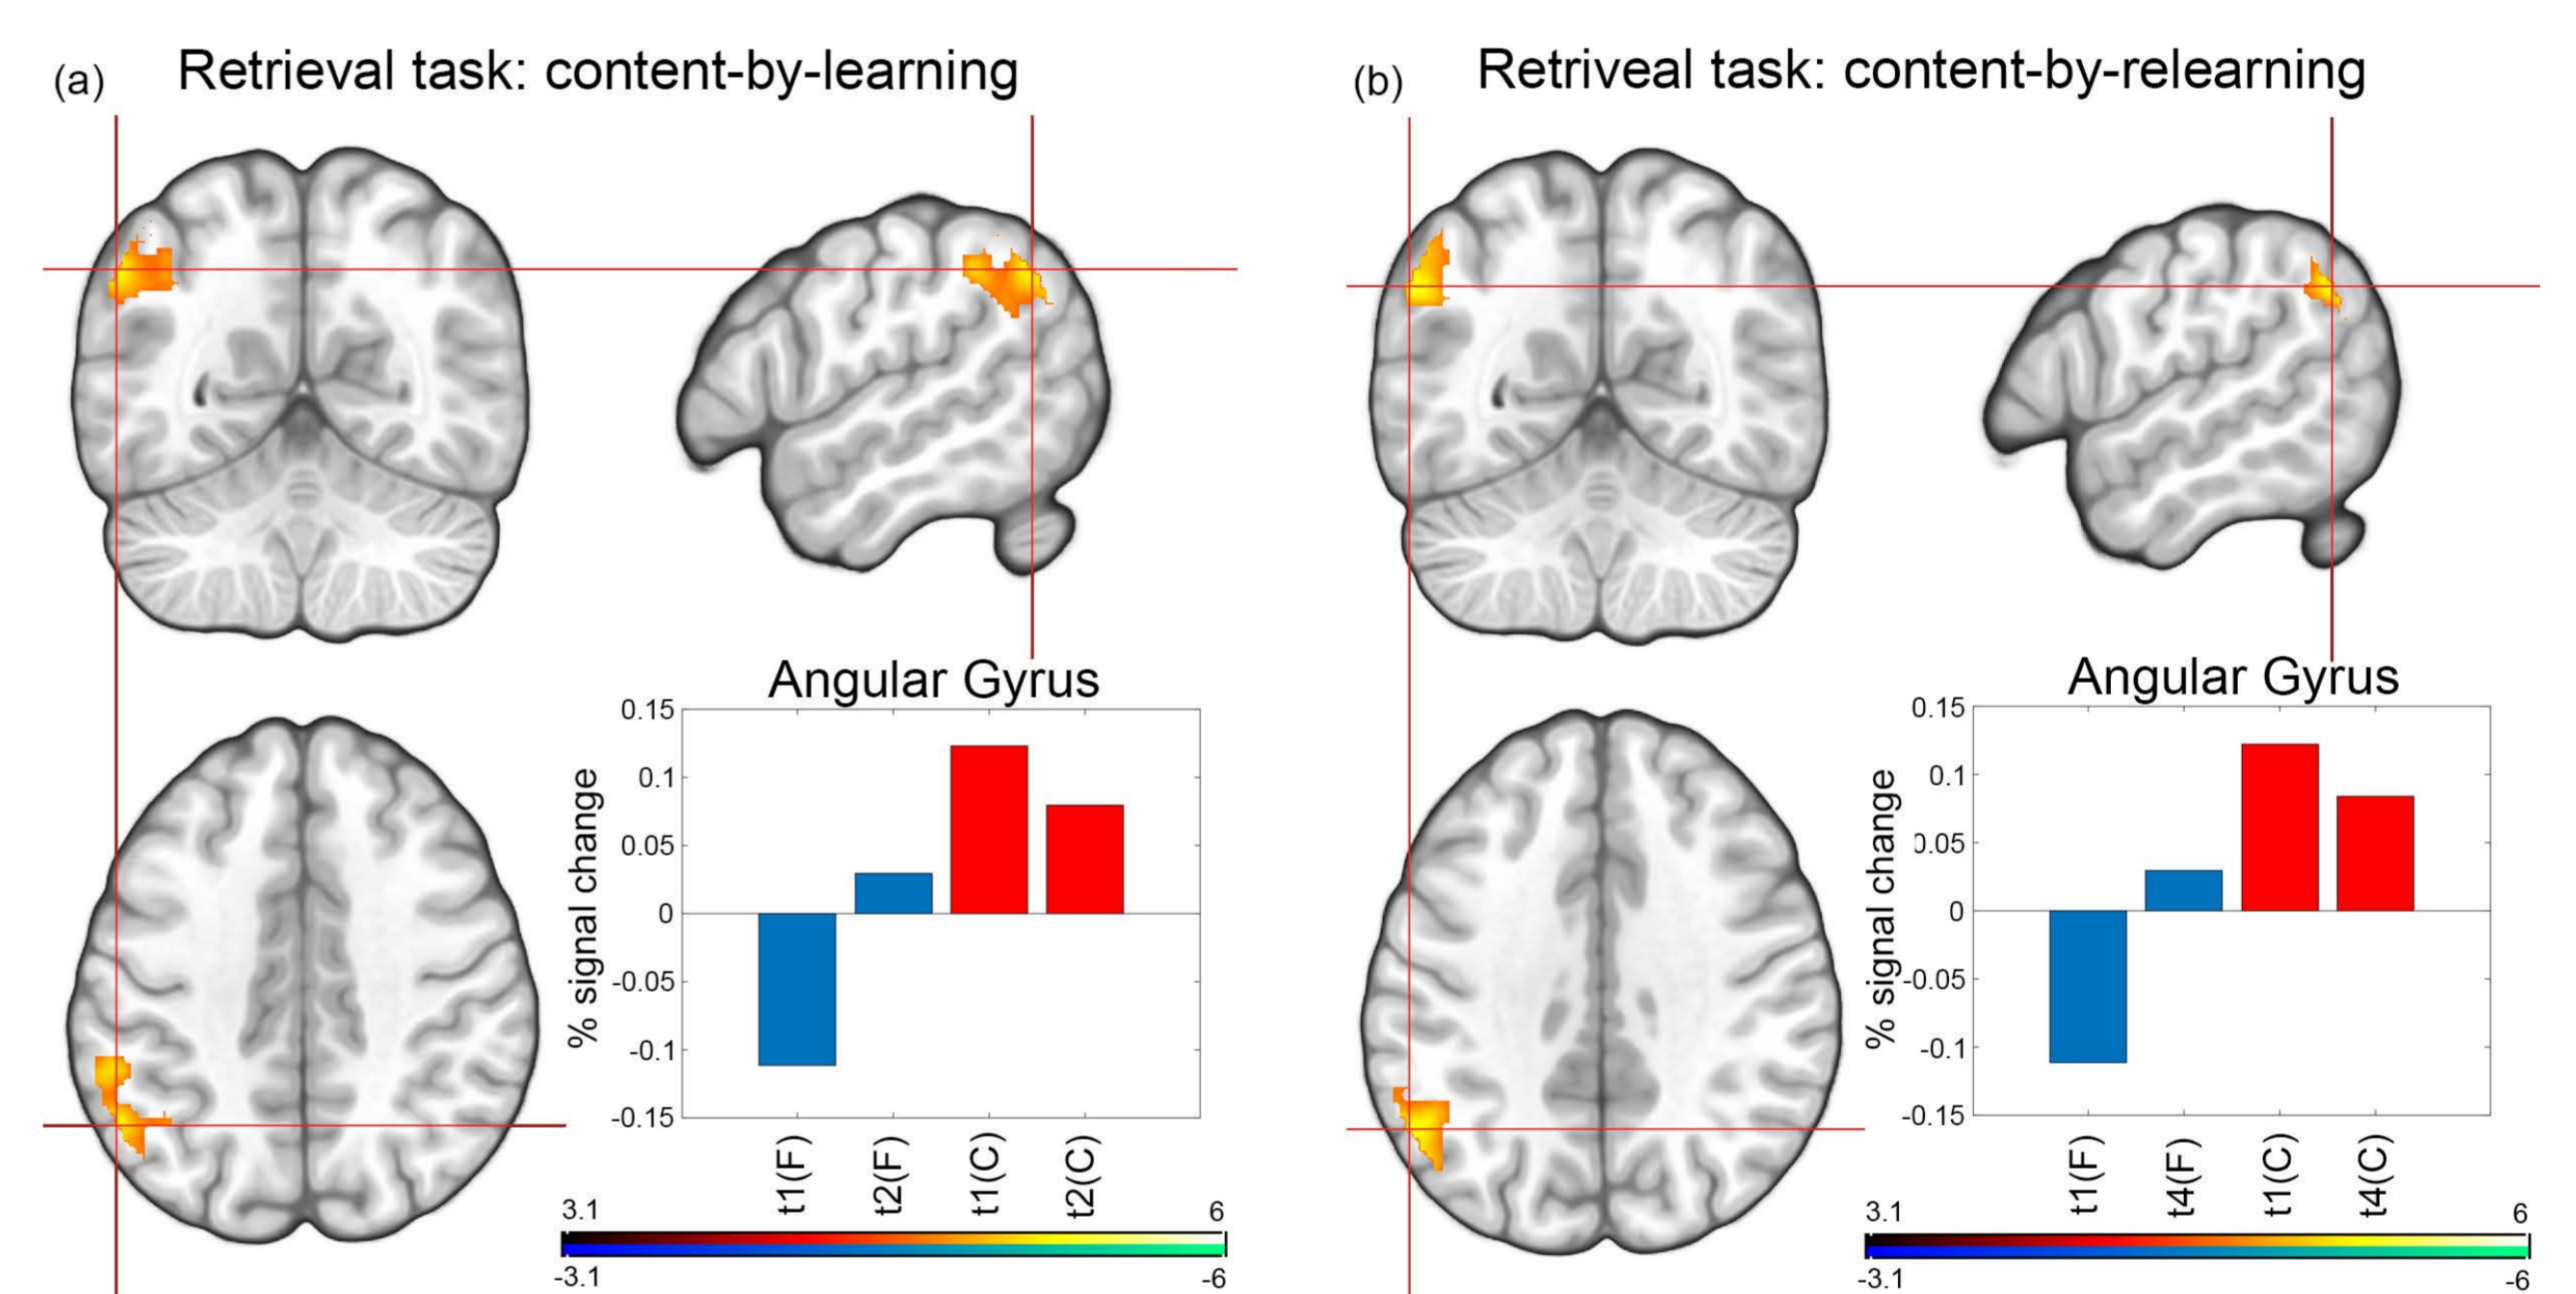 (a) Retrieval task: content-by-learning
Angular Gyrus
% signal change
0.15
0.1
0.05
0
-0.05
-0.1
-0.15
t1(F)
t2(F)
t1(C)
t2(C)
3.1 6
-3.1 -6
(b) Retriveal task: content-by-relearning
Angular Gyrus
% signal change
0.15
0.1
0.05
0
-0.05
-0.1
-0.15
t1(F)
t4(F)
t1(C)
t4(C)
3.1 6
-3.1 -6